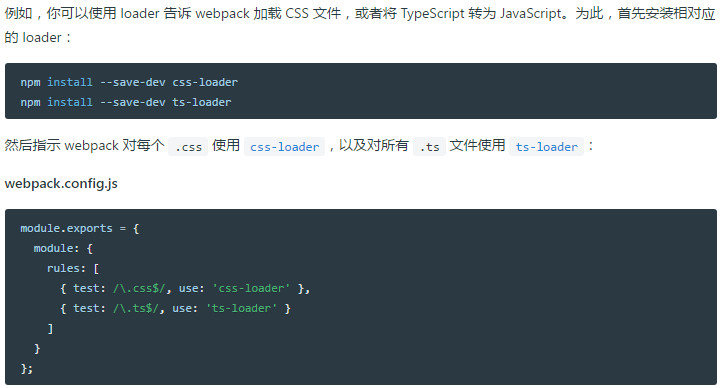 例如，你可以使用 loader 告诉 webpack 加载 CSS 文件，或者将 TypeScript 转为 JavaScript。为此，首先安装相对应
的 loader：
npm install --save-dev css-loader
npm install --save-dev ts-loader
然后指示 webpack 对每个 .css 使用 css-loader，以及对所有 .ts 文件使用 ts-loader：
webpack.config.js
module.exports = {
  module: {
    rules: [
      { test: /\.css$/, use: 'css-loader' },
      { test: /\.ts$/, use: 'ts-loader' }
    ]
  }
};